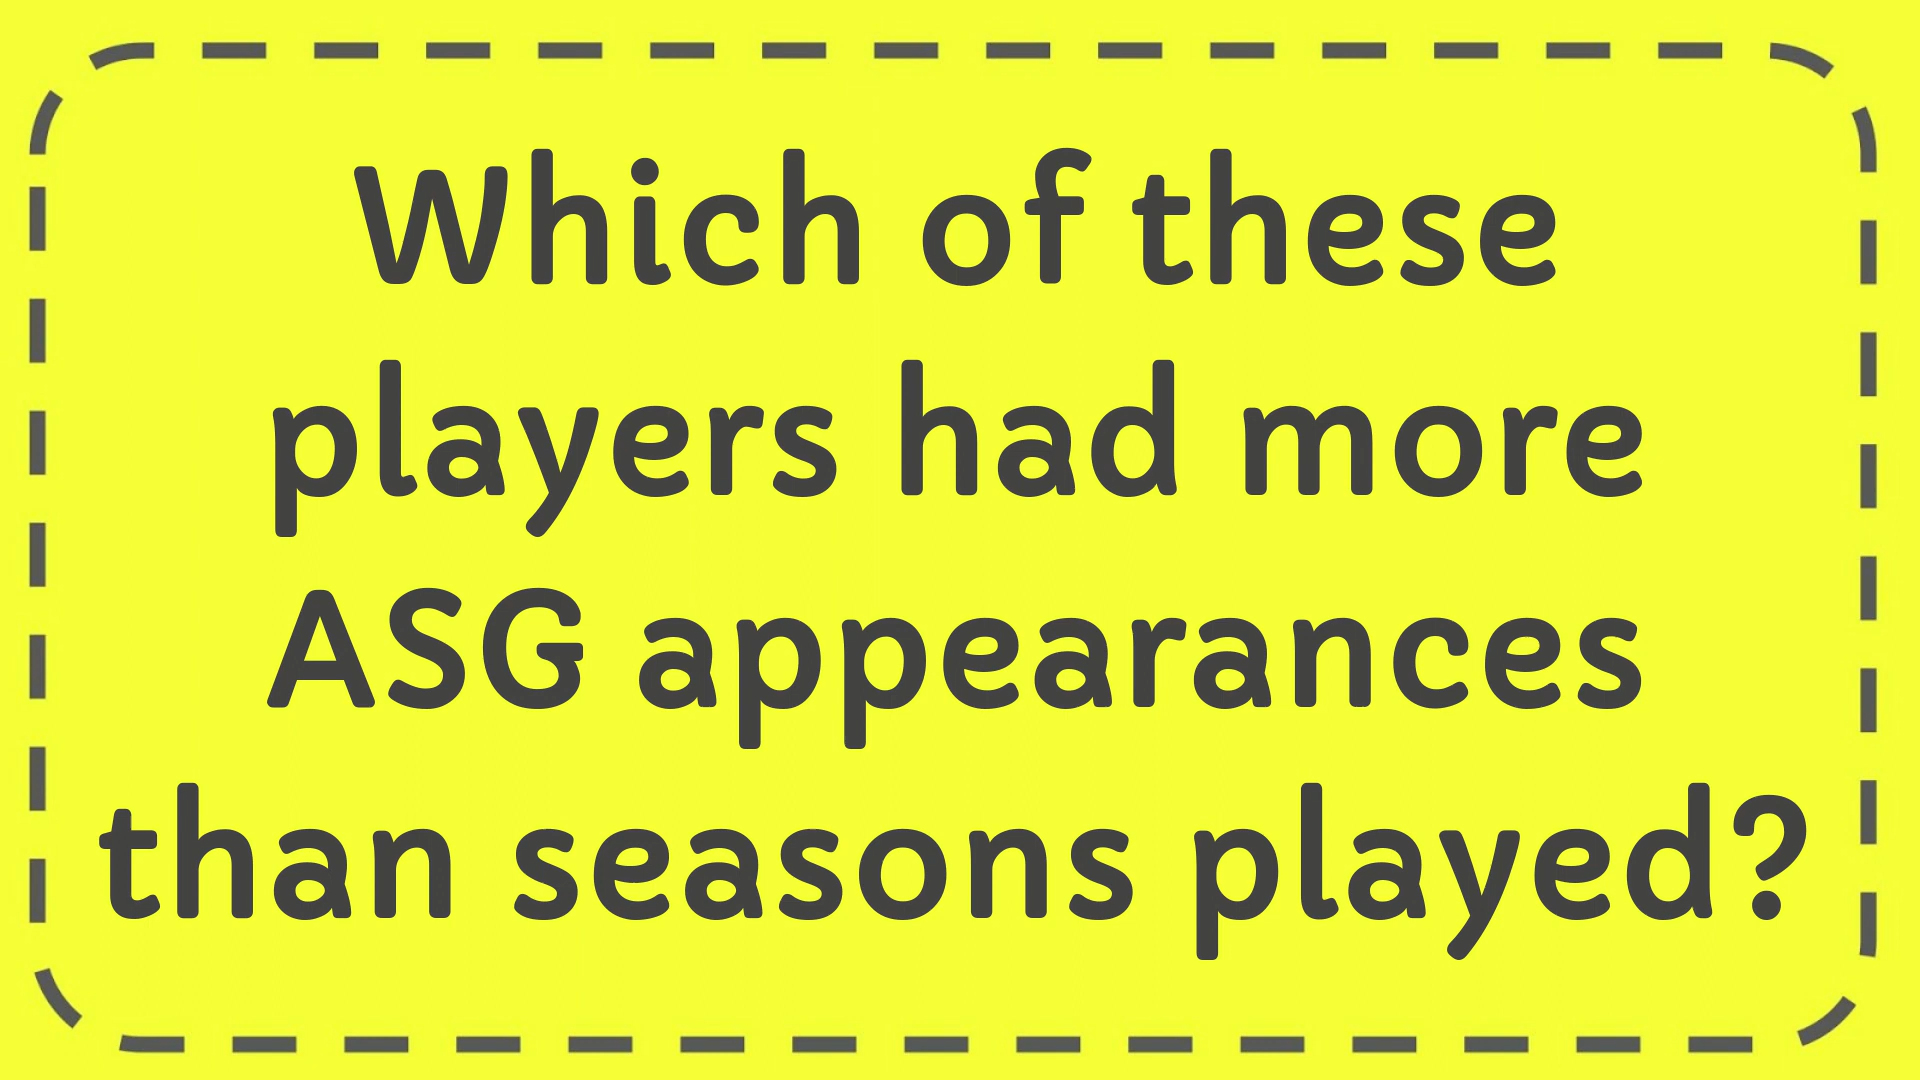 Which of these
players had more
ASG appearances
than seasons played?